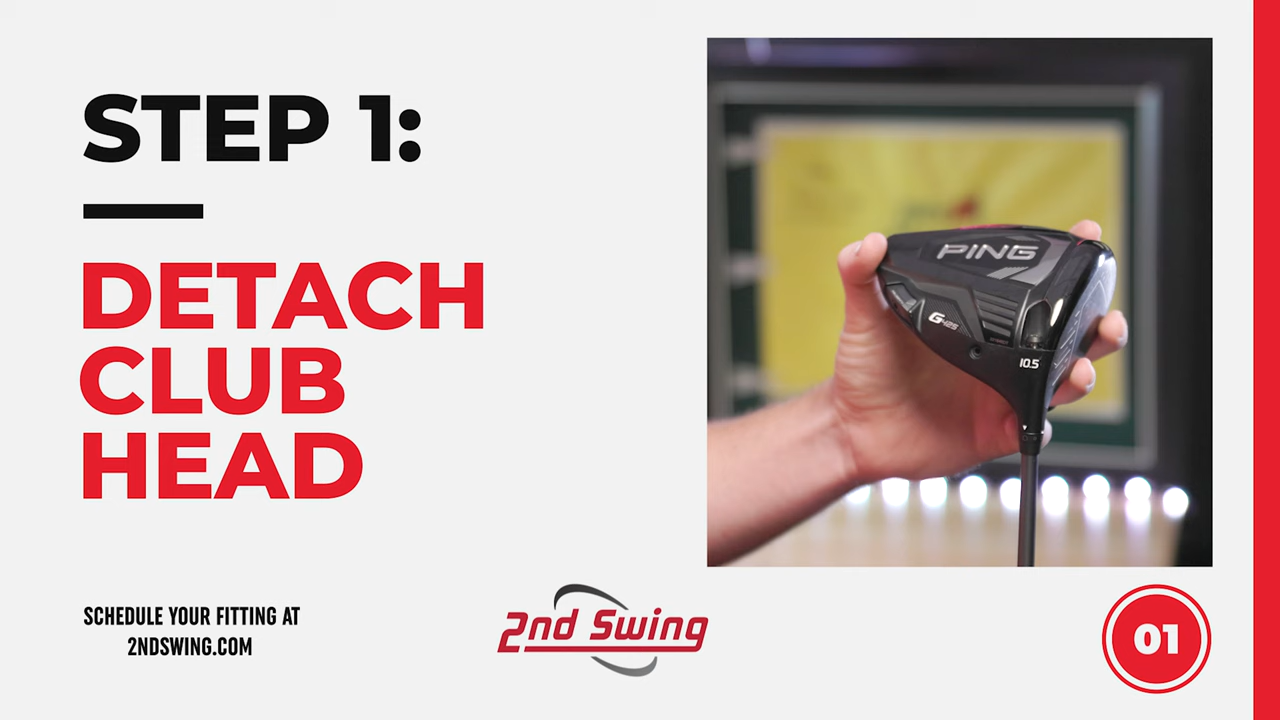 STEP 1:
DETACH
CLUB
HEAD
PING
G425
10.5
SCHEDULE YOUR FITTING AT
2NDSWING.COM
2nd Swing
01